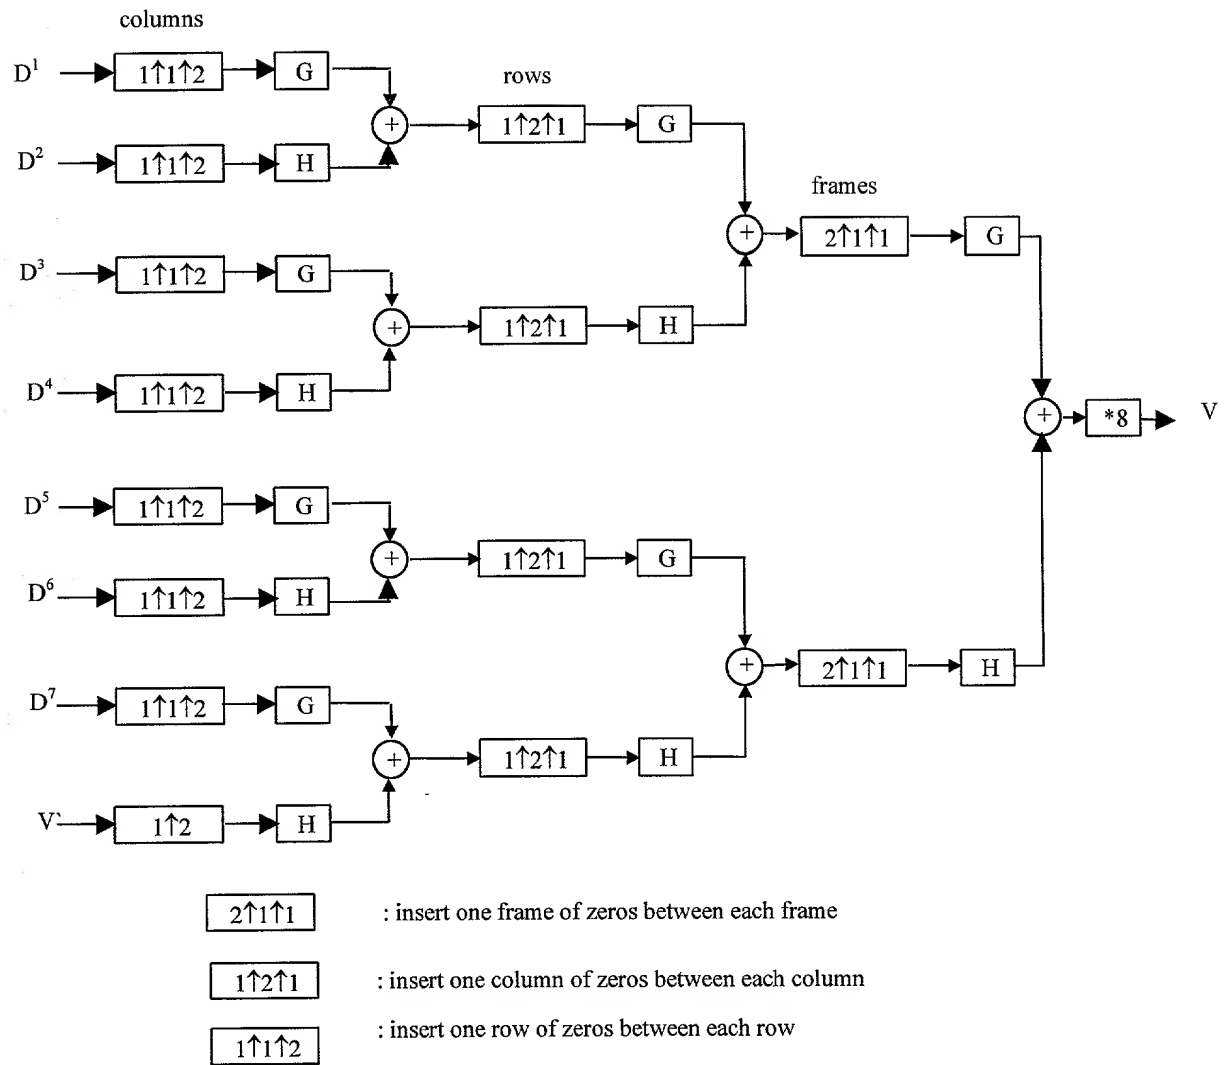 columns
D1 1↑1↑2 G
rows
+ 1↑2↑1 G
D2 1↑1↑2 H
frames
+ 2↑1↑1 G
D3 1↑1↑2 G
+ 1↑2↑1 H
D4 1↑1↑2 H
+ *8 V
D5 1↑1↑2 G
+ 1↑2↑1 G
D6 1↑1↑2 H
+ 2↑1↑1 H
D7 1↑1↑2 G
+ 1↑2↑1 H
V` 1↑2 H
2↑1↑1 : insert one frame of zeros between each frame
1↑2↑1 : insert one column of zeros between each column
1↑1↑2 : insert one row of zeros between each row